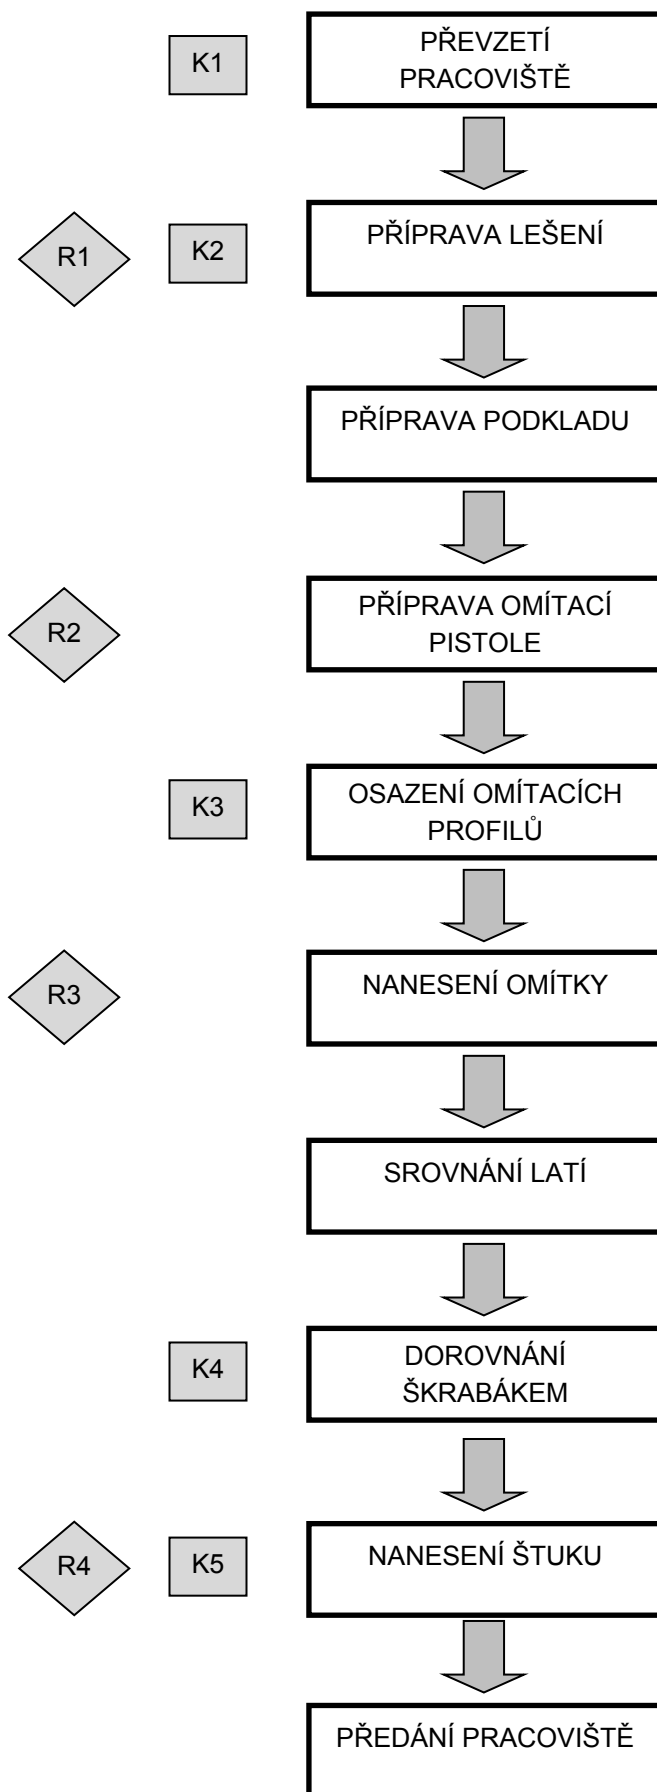 K1
PŘEVZETÍ
PRACOVIŠTĚ
R1
K2
PŘÍPRAVA LEŠENÍ
PŘÍPRAVA PODKLADU
R2
PŘÍPRAVA OMÍTACÍ
PISTOLE
K3
OSAZENÍ OMÍTACÍCH
PROFILŮ
R3
NANESENÍ OMÍTKY
SROVNÁNÍ LATÍ
K4
DOROVNÁNÍ
ŠKRABÁKEM
R4
K5
NANESENÍ ŠTUKU
PŘEDÁNÍ PRACOVIŠTĚ